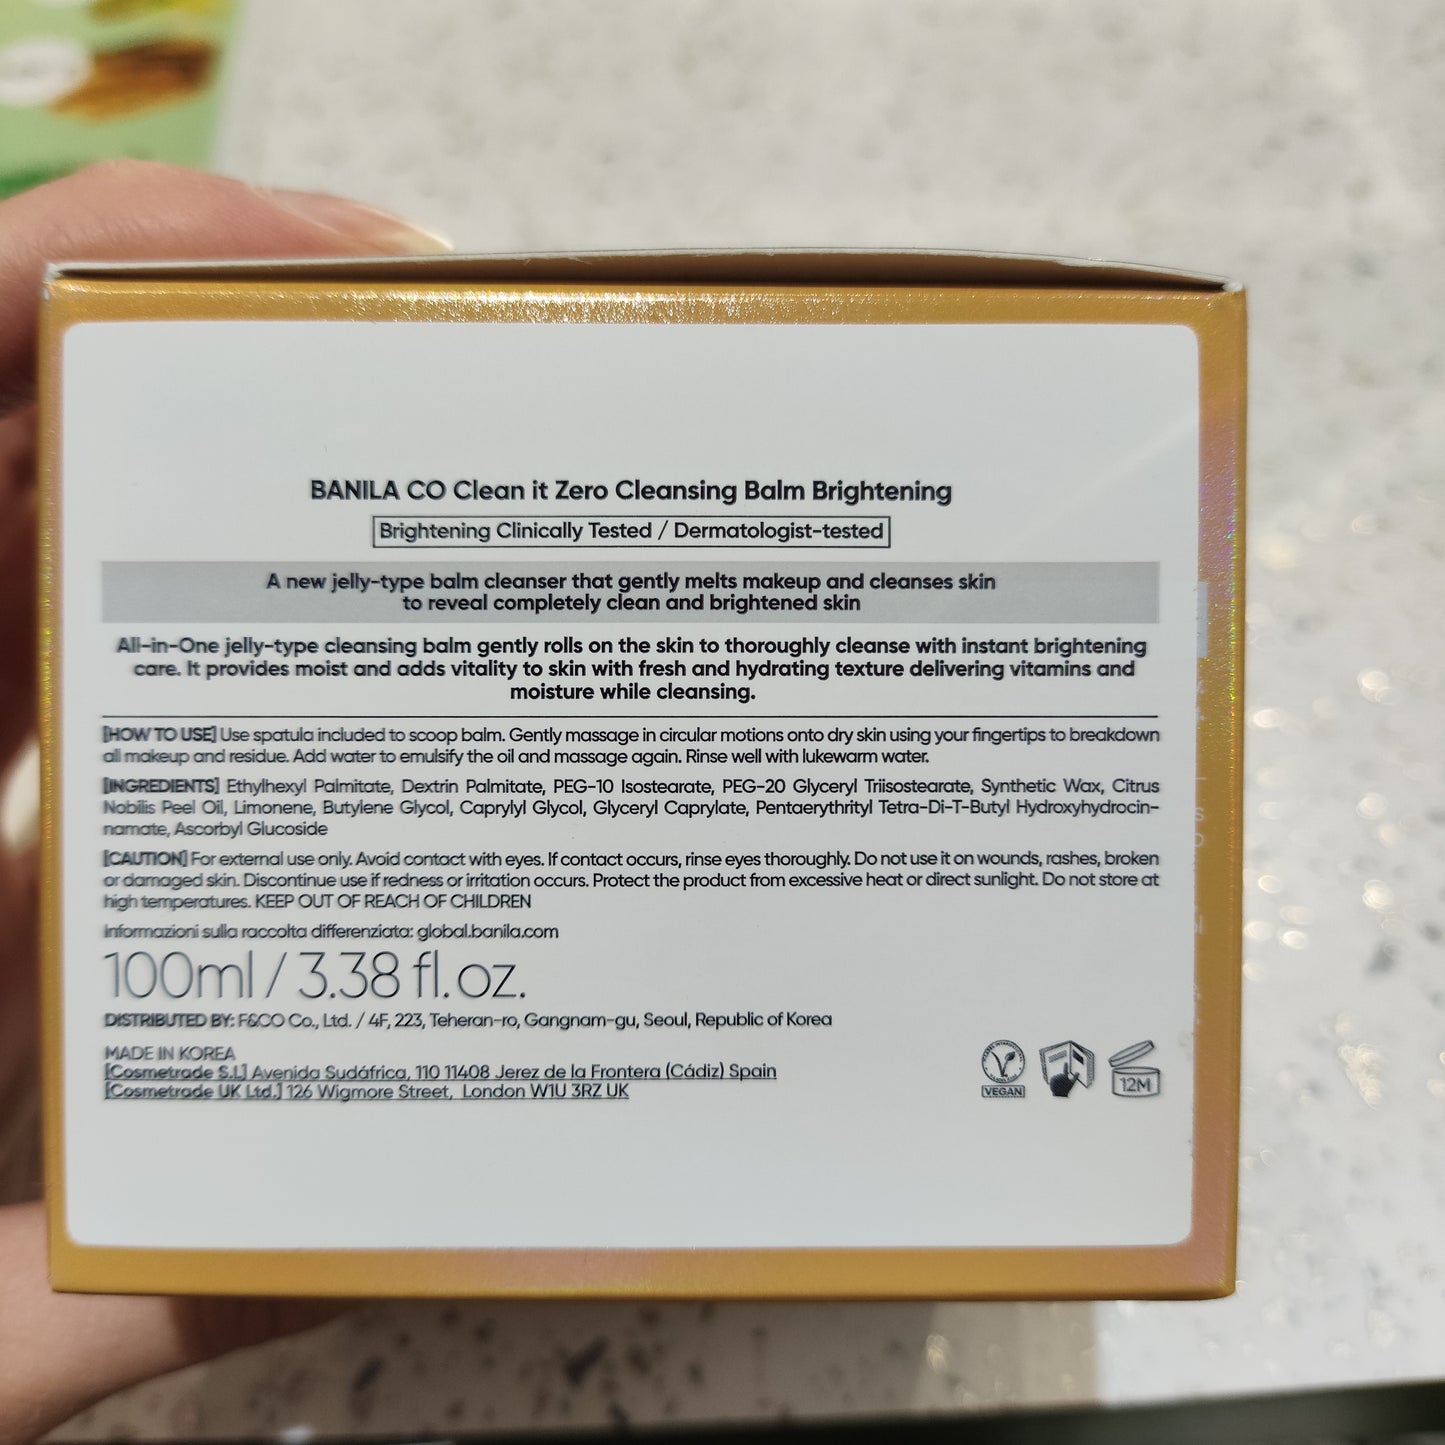 BANILA CO Clean it Zero Cleansing Balm Brightening
Brightening Clinically Tested / Dermatologist-tested
A new jelly-type balm cleanser that gently melts makeup and cleanses skin
to reveal completely clean and brightened skin
All-in-One jelly-type cleansing balm gently rolls on the skin to thoroughly cleanse with instant brightening
care. It provides moist and adds vitality to skin with fresh and hydrating texture delivering vitamins and
moisture while cleansing.
[HOW TO USE] Use spatula included to scoop balm. Gently massage in circular motions onto dry skin using your fingertips to breakdown
all makeup and residue. Add water to emulsify the oil and massage again. Rinse well with lukewarm water.
[INGREDIENTS] Ethylhexyl Palmitate, Dextrin Palmitate, PEG-10 Isostearate, PEG-20 Glyceryl Triisostearate, Synthetic Wax, Citrus
Nobilis Peel Oil, Limonene, Butylene Glycol, Caprylyl Glycol, Glyceryl Caprylate, Pentaerythrityl Tetra-Di-T-Butyl Hydroxyhydrocin-
namate, Ascorbyl Glucoside
[CAUTION] For external use only. Avoid contact with eyes. If contact occurs, rinse eyes thoroughly. Do not use it on wounds, rashes, broken
or damaged skin. Discontinue use if redness or irritation occurs. Protect the product from excessive heat or direct sunlight. Do not store at
high temperatures. KEEP OUT OF REACH OF CHILDREN
Informazioni sulla raccolta differenziata: global.banila.com
100ml / 3.38 fl.oz.
DISTRIBUTED BY: F&CO Co., Ltd. / 4F, 223, Teheran-ro, Gangnam-gu, Seoul, Republic of Korea
MADE IN KOREA
[Cosmetrade S.L] Avenida Sudáfrica, 110 11408 Jerez de la Frontera (Cádiz) Spain
[Cosmetrade UK Ltd.] 126 Wigmore Street, London W1U 3RZ UK
VEGAN
12M